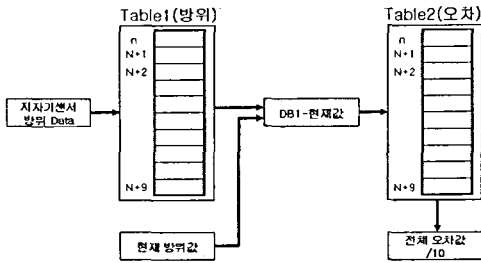 Table1(방위)
n
N+1
N+2
N+9
지자기센서
방위 Data
현재 방위값
DB1-현재값
Table2(오차)
n
N+1
N+2
N+9
전체 오차값
/10